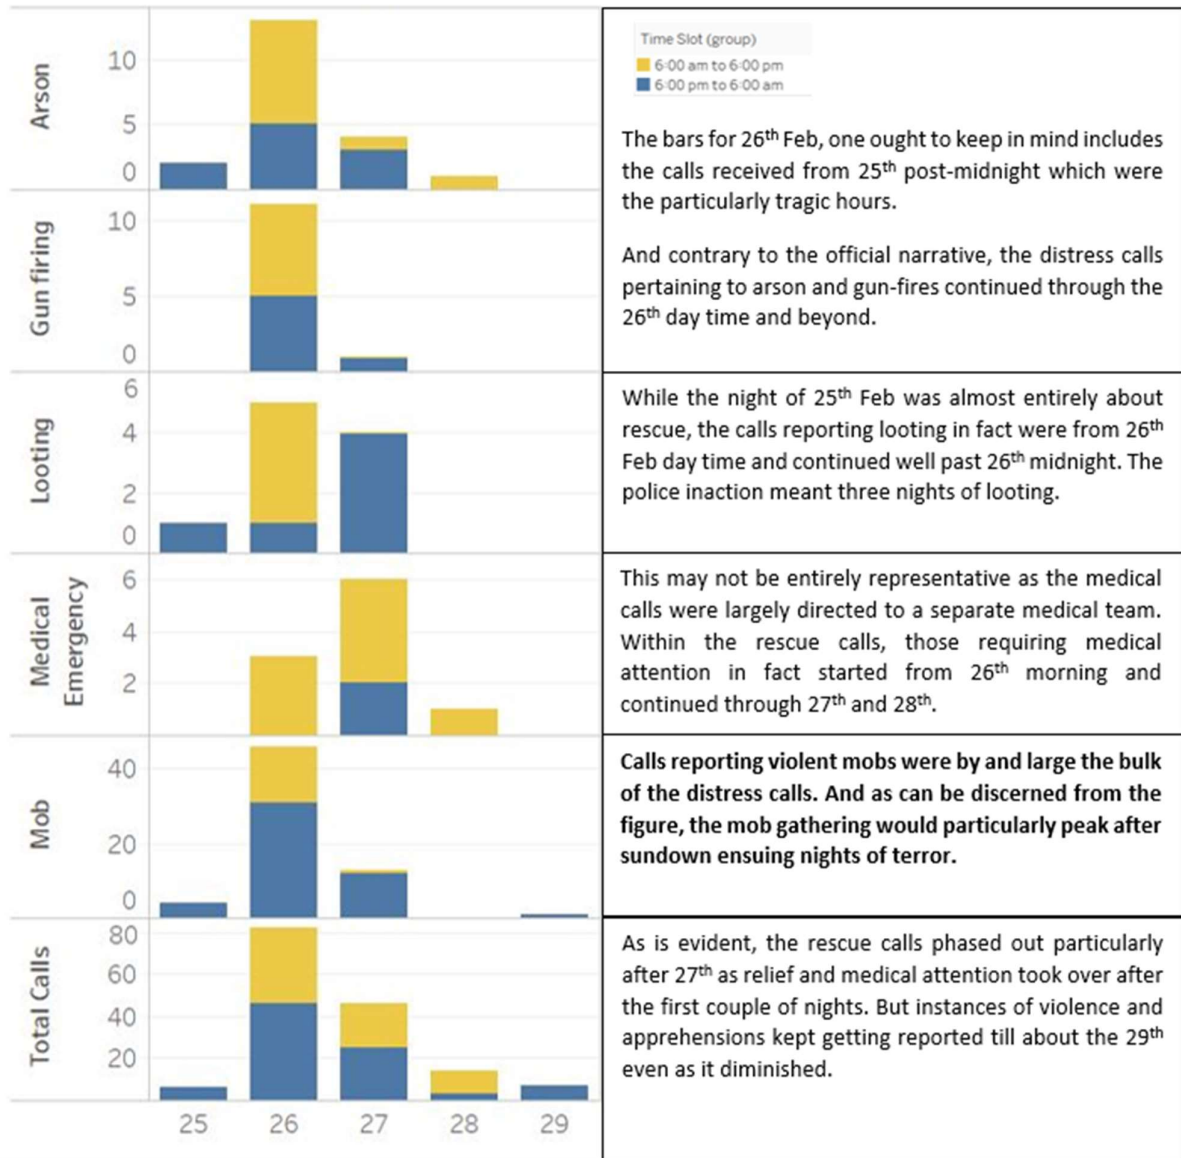 Arson
10
5
0
Time Slot (group)
6:00 am to 6:00 pm
6:00 pm to 6:00 am
The bars for 26th Feb, one ought to keep in mind includes
the calls received from 25th post-midnight which were
the particularly tragic hours.
And contrary to the official narrative, the distress calls
pertaining to arson and gun-fires continued through the
26th day time and beyond.
Gun firing
10
5
0
Looting
6
4
2
0
While the night of 25th Feb was almost entirely about
rescue, the calls reporting looting in fact were from 26th
Feb day time and continued well past 26th midnight. The
police inaction meant three nights of looting.
Medical
Emergency
6
4
2
This may not be entirely representative as the medical
calls were largely directed to a separate medical team.
Within the rescue calls, those requiring medical
attention in fact started from 26th morning and
continued through 27th and 28th.
Mob
40
20
0
Calls reporting violent mobs were by and large the bulk
of the distress calls. And as can be discerned from the
figure, the mob gathering would particularly peak after
sundown ensuing nights of terror.
Total Calls
80
60
40
20
As is evident, the rescue calls phased out particularly
after 27th as relief and medical attention took over after
the first couple of nights. But instances of violence and
apprehensions kept getting reported till about the 29th
even as it diminished.
25 26 27 28 29